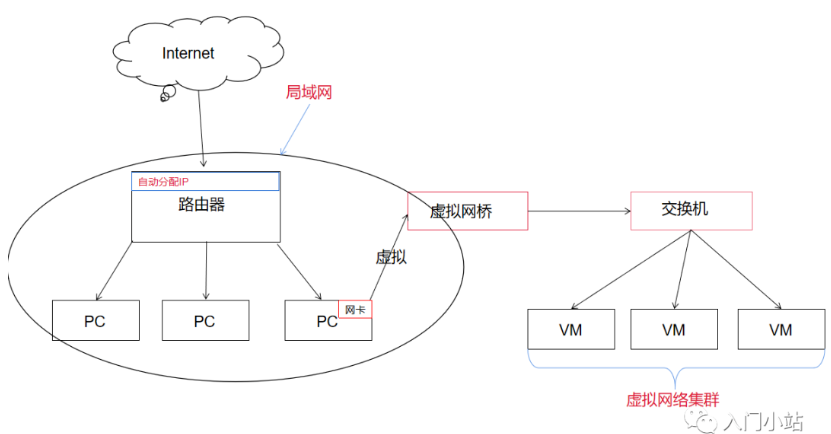 Internet
局域网
自动分配IP
路由器
虚拟网桥
交换机
虚拟
网卡
PC
PC
PC
VM
VM
VM
虚拟网络集群
入门小站